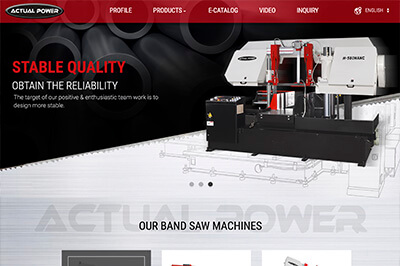 ACTUAL POWER
PROFILE PRODUCTS E-CATALOG VIDEO INQUIRY ENGLISH
STABLE QUALITY
OBTAIN THE RELIABILITY
The target of our positive & enthusiastic team work is to
design more stable.
ACTUAL POWER
OUR BAND SAW MACHINES